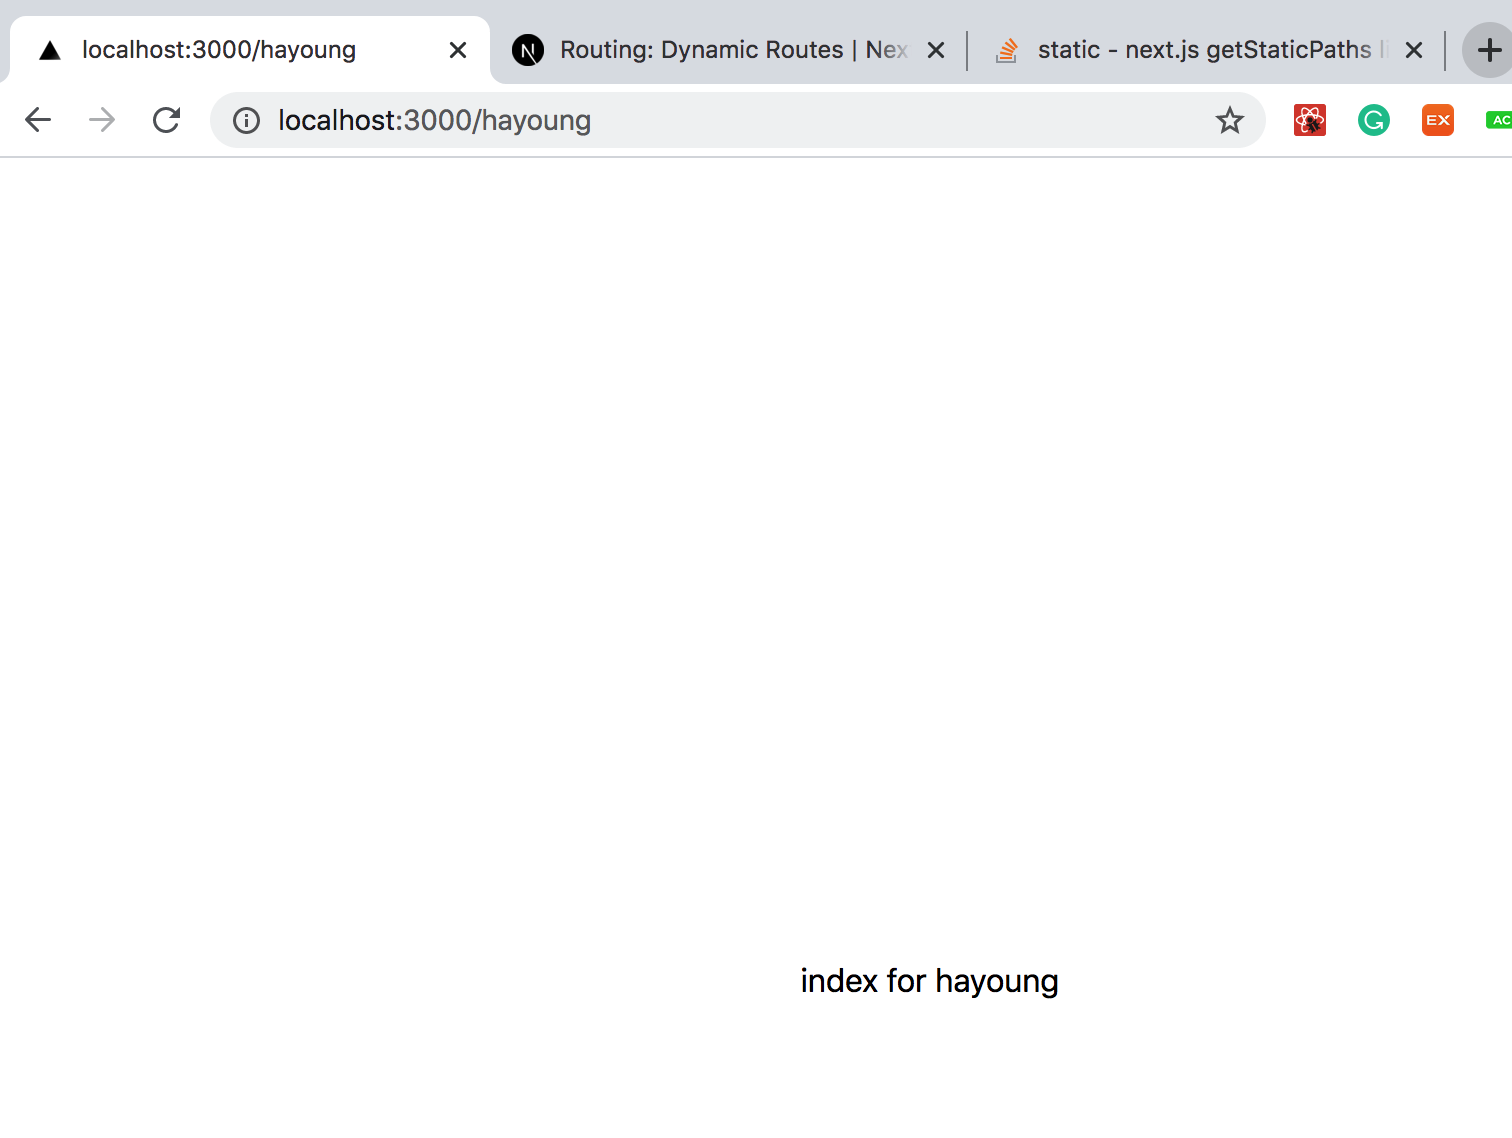 localhost:3000/hayoung
Routing: Dynamic Routes | Nex
static - next.js getStaticPaths li
localhost:3000/hayoung
EX
AC
index for hayoung